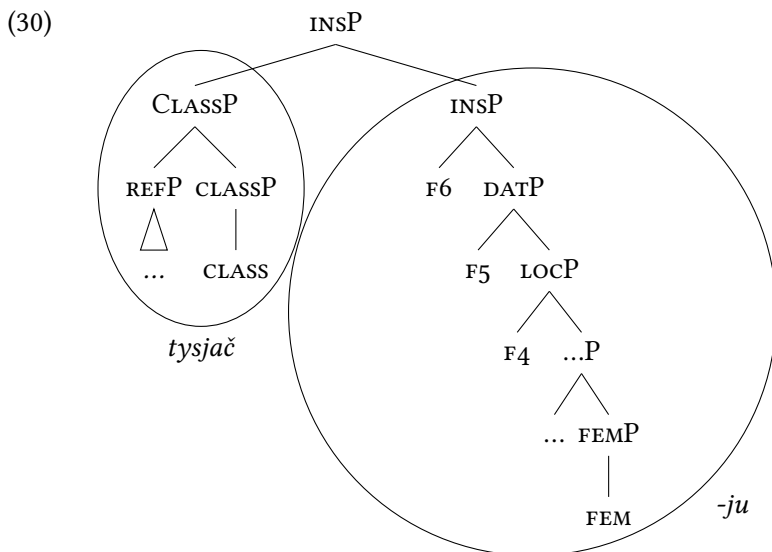 (30)
INSP
CLASSP INSP
REFP CLASSP F6 DATP
... CLASS F5 LOCP
tysjač F4 ...P
... FEMP
FEM -ju